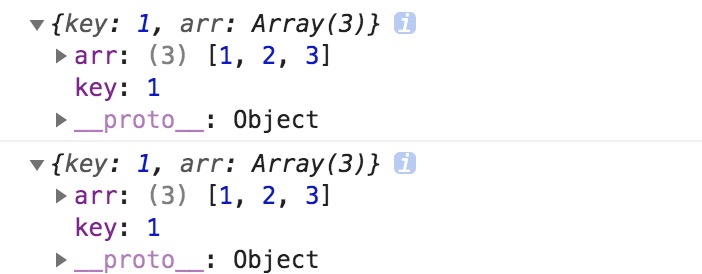 ▼{key: 1, arr: Array(3)} i
▶arr: (3) [1, 2, 3]
key: 1
▶__proto__: Object
▼{key: 1, arr: Array(3)} i
▶arr: (3) [1, 2, 3]
key: 1
▶__proto__: Object